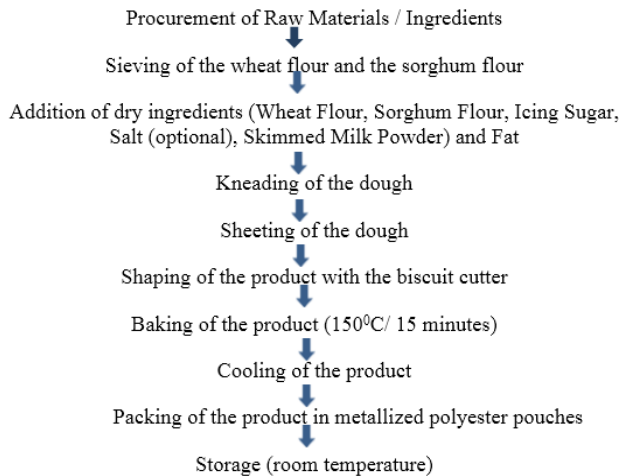 Procurement of Raw Materials / Ingredients
Sieving of the wheat flour and the sorghum flour
Addition of dry ingredients (Wheat Flour, Sorghum Flour, Icing Sugar,
Salt (optional), Skimmed Milk Powder) and Fat
Kneading of the dough
Sheeting of the dough
Shaping of the product with the biscuit cutter
Baking of the product (150⁰C/ 15 minutes)
Cooling of the product
Packing of the product in metallized polyester pouches
Storage (room temperature)